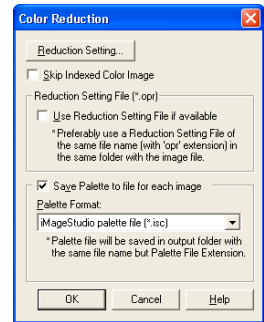 Color Reduction
Reduction Setting...
Skip Indexed Color Image
Reduction Setting File (*.opr)
Use Reduction Setting File if available
*Preferably use a Reduction Setting File of
the same file name (with 'opr' extension) in
the same folder with the image file.
Save Palette to file for each image
Palette Format:
iMageStudio palette file (*.isc)
*Palette file will be saved in output folder with
the same file name but Palette File Extension.
OK Cancel Help